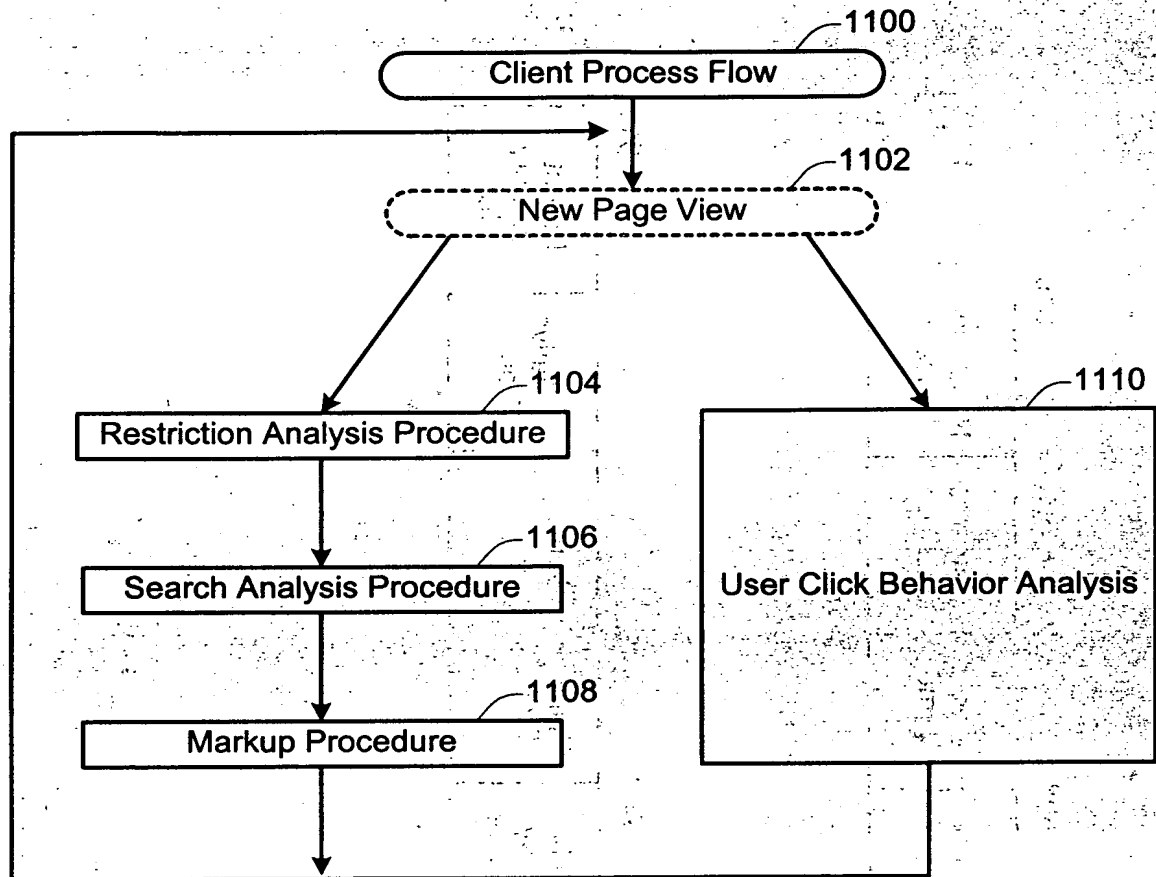 1100
Client Process Flow
1102
New Page View
1104
Restriction Analysis Procedure
1110
1106
Search Analysis Procedure
User Click Behavior Analysis
1108
Markup Procedure